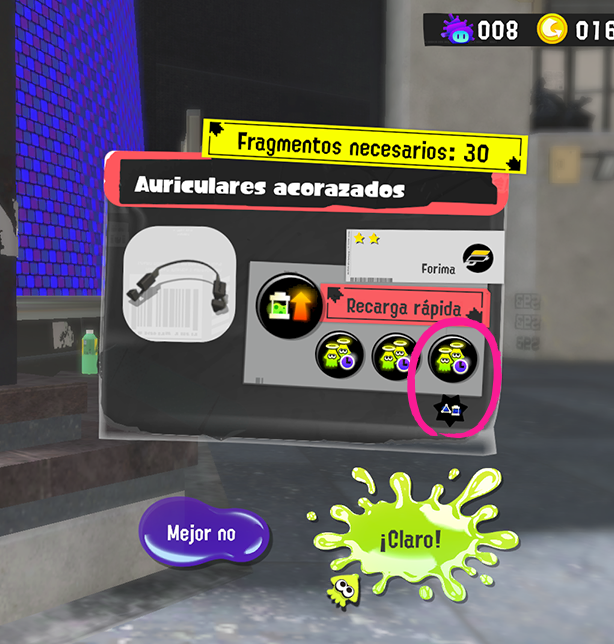 008
016
Fragmentos necesarios: 30
Auriculares acorazados
Forima
Recarga rápida
Mejor no
¡Claro!